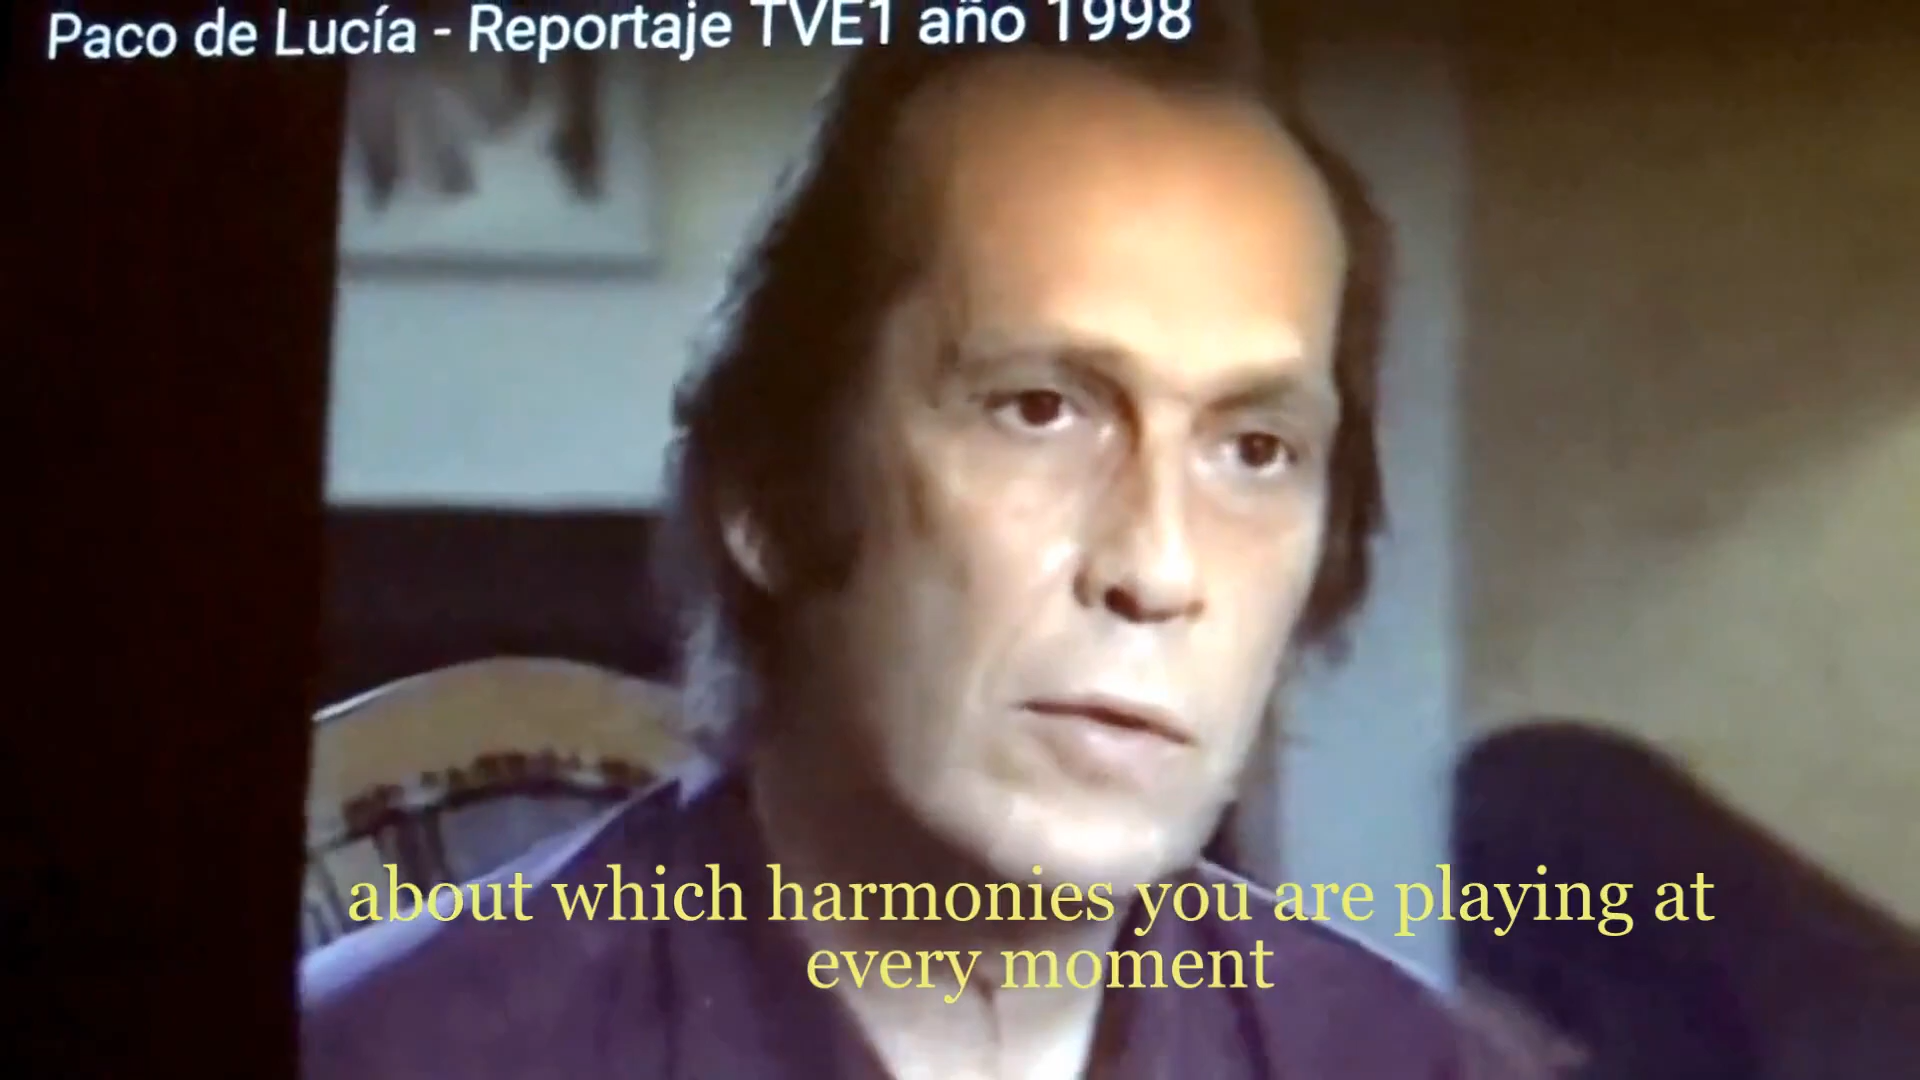 Paco de Lucía - Reportaje TVE1 año 1998
about which harmonies you are playing at
every moment